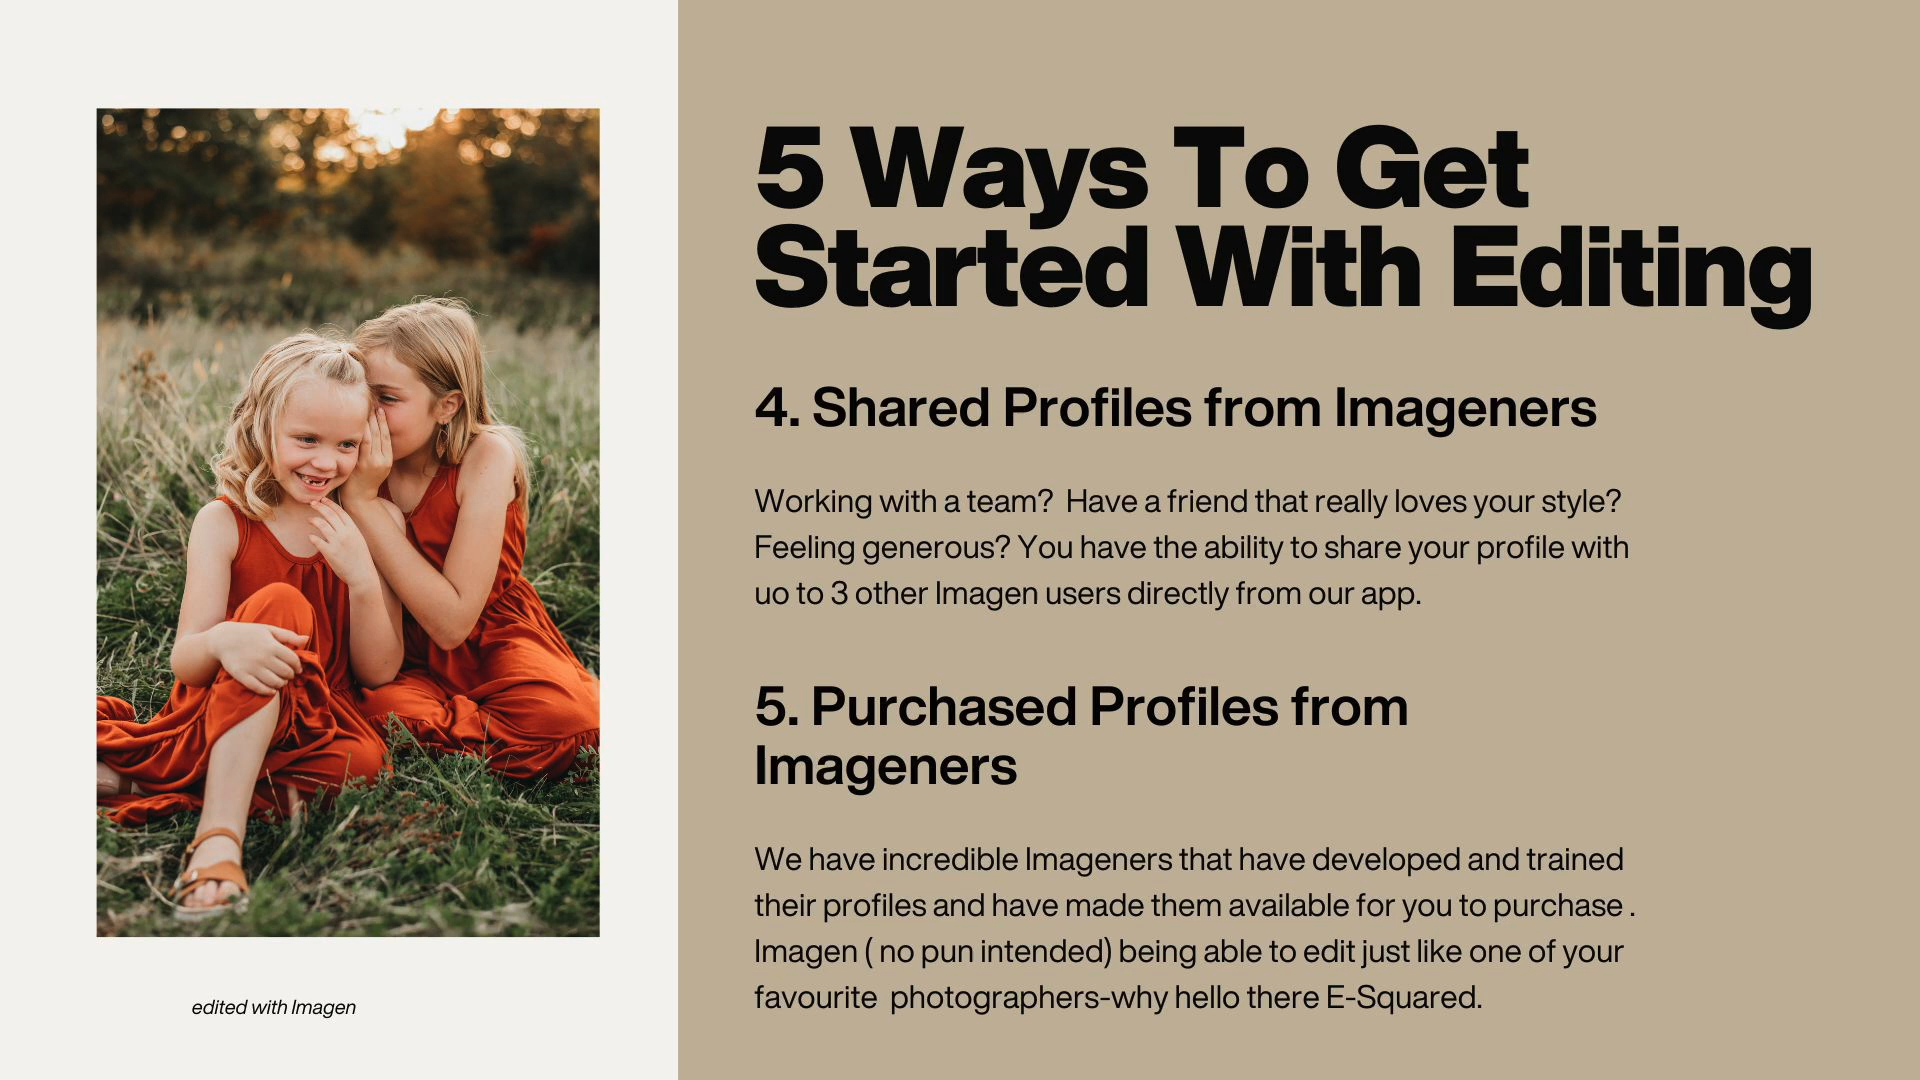 5 Ways To Get
Started With Editing
4. Shared Profiles from Imageners
Working with a team?  Have a friend that really loves your style?
Feeling generous? You have the ability to share your profile with
uo to 3 other Imagen users directly from our app.
5. Purchased Profiles from
Imageners
We have incredible Imageners that have developed and trained
their profiles and have made them available for you to purchase .
Imagen ( no pun intended) being able to edit just like one of your
favourite  photographers-why hello there E-Squared.
edited with Imagen